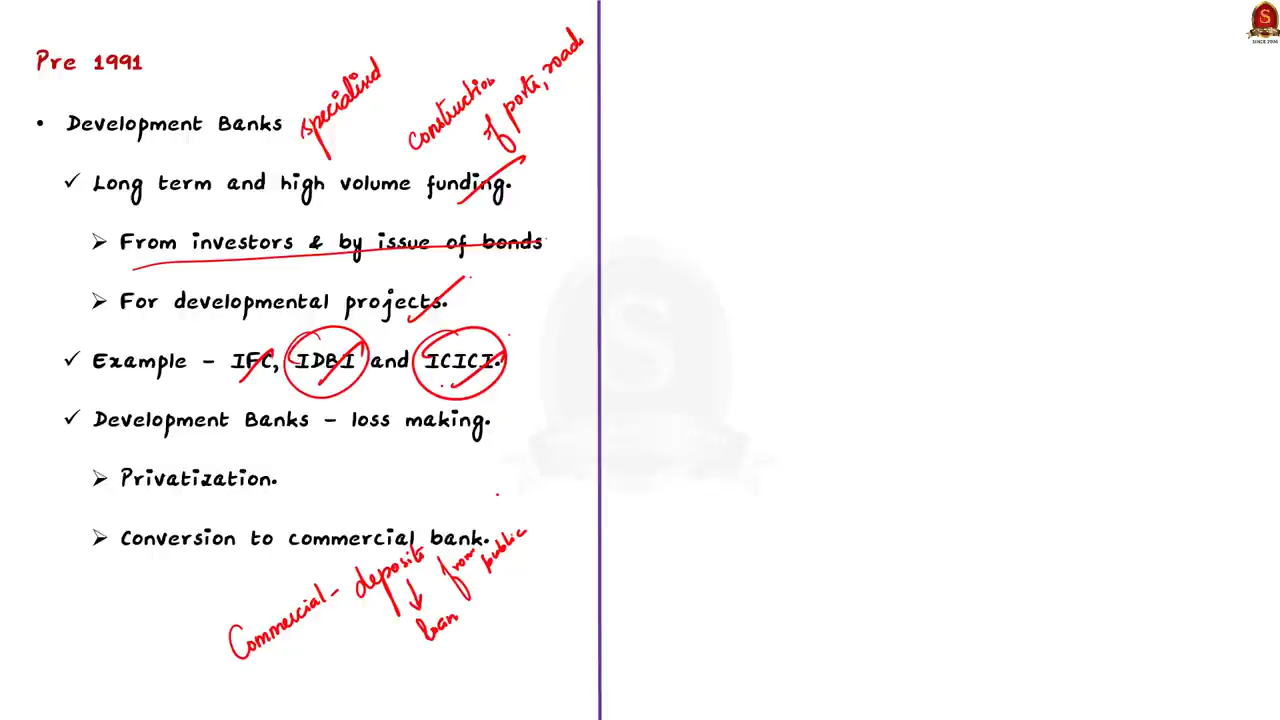 S
SINCE 2004
Pre 1991
• Development Banks
specialised
construction
of ports, road
✓ Long term and high volume funding.
➢ From investors & by issue of bonds
➢ For developmental projects.
✓ Example - IFC, IDBI and ICICI.
✓ Development Banks - loss making.
➢ Privatization.
➢ Conversion to commercial bank.
Commercial - deposits from public
↓
loan
S